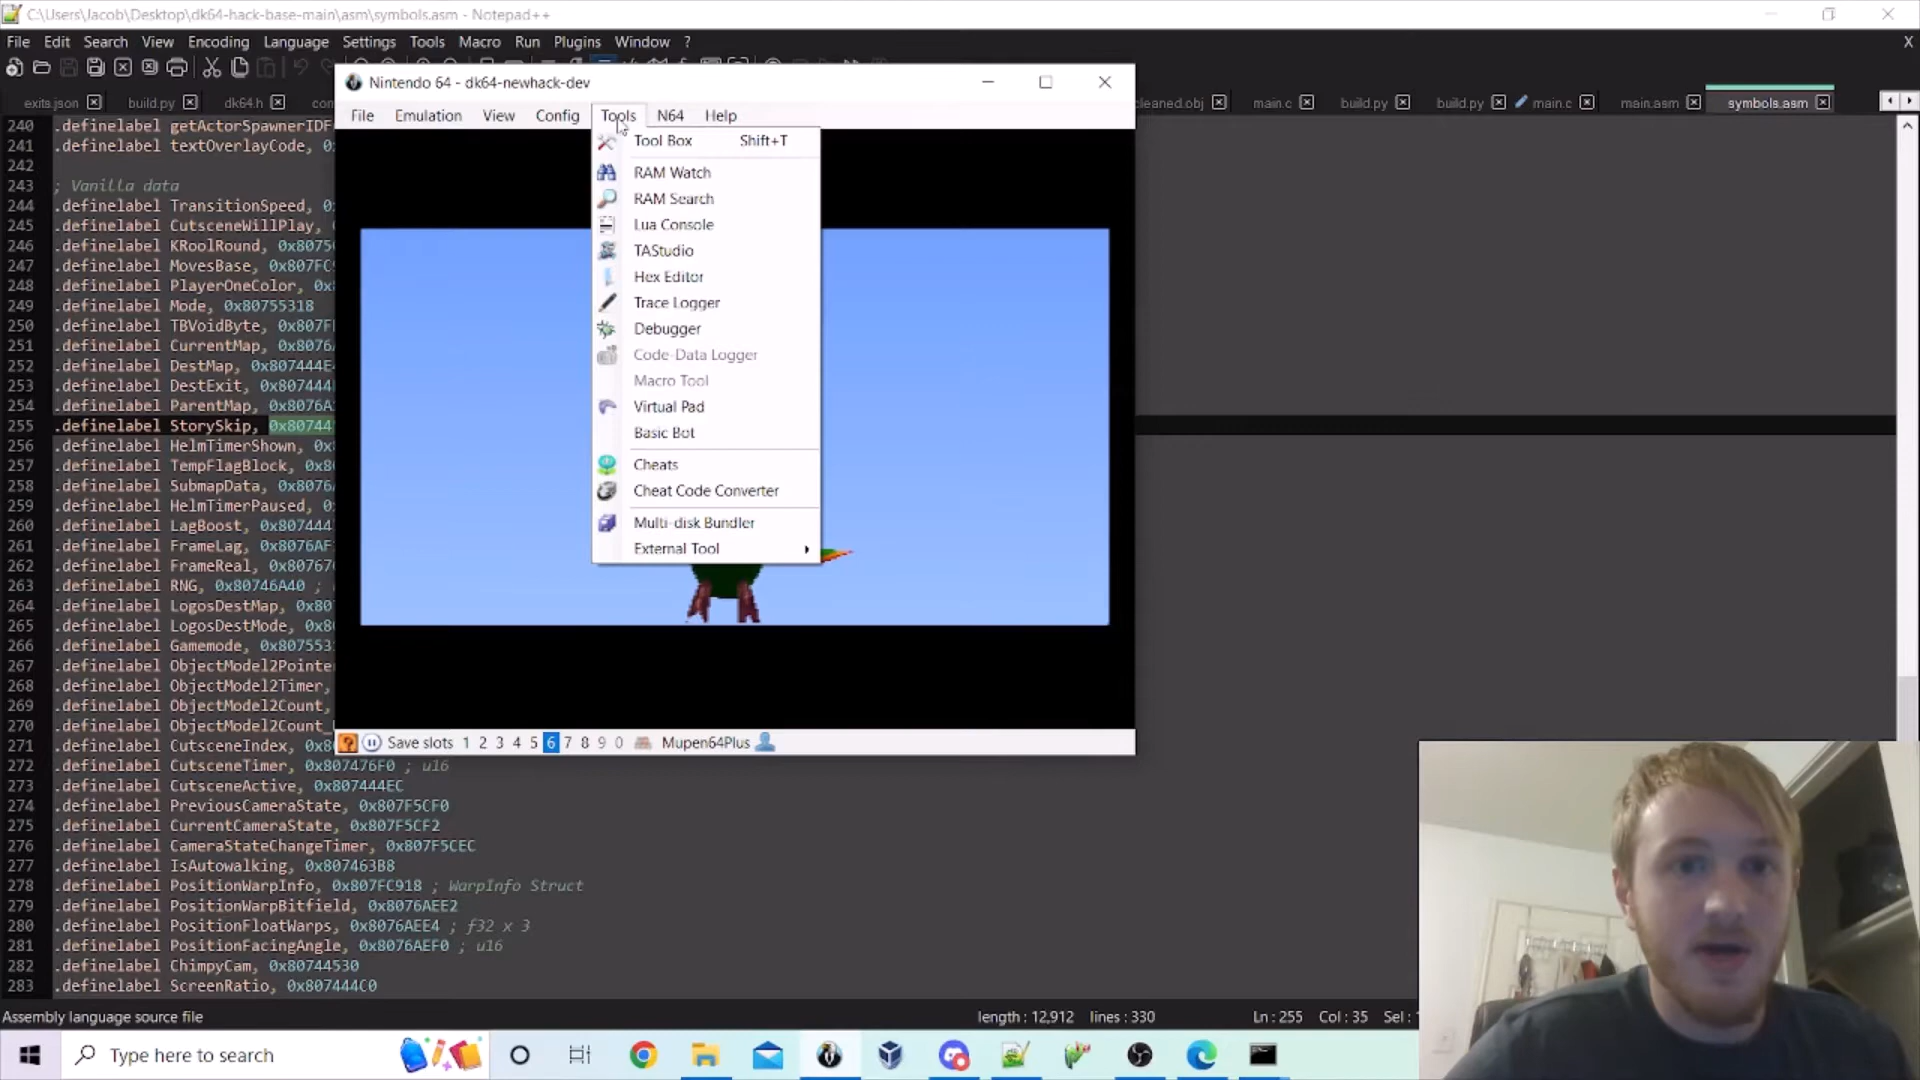 C:\Users\Jacob\Desktop\dk64-hack-base-main\asm\symbols.asm - Notepad++
File Edit Search View Encoding Language Settings Tools Macro Run Plugins Window ? X
exits.json build.py dk64.h cleaned.obj main.c build.py build.py main.c main.asm symbols.asm
Nintendo 64 - dk64-newhack-dev
File Emulation View Config Tools N64 Help
Tool Box Shift+T
RAM Watch
RAM Search
Lua Console
TAStudio
Hex Editor
Trace Logger
Debugger
Code-Data Logger
Macro Tool
Virtual Pad
Basic Bot
Cheats
Cheat Code Converter
Multi-disk Bundler
External Tool
Save slots 1 2 3 4 5 6 7 8 9 0 Mupen64Plus
240 .definelabel getActorSpawnerIDF
241 .definelabel textOverlayCode,
242
243 ; Vanilla data
244 .definelabel TransitionSpeed,
245 .definelabel CutsceneWillPlay,
246 .definelabel KRoolRound, 0x8075
247 .definelabel MovesBase, 0x807FC
248 .definelabel PlayerOneColor,
249 .definelabel Mode, 0x80755318
250 .definelabel TBVoidByte, 0x807F
251 .definelabel CurrentMap, 0x8076
252 .definelabel DestMap, 0x807444E
253 .definelabel DestExit, 0x807444
254 .definelabel ParentMap, 0x8076A
255 .definelabel StorySkip, 0x80744
256 .definelabel HelmTimerShown,
257 .definelabel TempFlagBlock,
258 .definelabel SubmapData, 0x8076
259 .definelabel HelmTimerPaused,
260 .definelabel LagBoost, 0x807444
261 .definelabel FrameLag, 0x8076AF
262 .definelabel FrameReal, 0x80767
263 .definelabel RNG, 0x80746A40 ;
264 .definelabel LogosDestMap, 0x80
265 .definelabel LogosDestMode, 0x8
266 .definelabel Gamemode, 0x80755
267 .definelabel ObjectModel2Pointe
268 .definelabel ObjectModel2Timer,
269 .definelabel ObjectModel2Count,
270 .definelabel ObjectModel2Count_
271 .definelabel CutsceneIndex, 0x8
272 .definelabel CutsceneTimer, 0x807476F0 ; u16
273 .definelabel CutsceneActive, 0x807444EC
274 .definelabel PreviousCameraState, 0x807F5CF0
275 .definelabel CurrentCameraState, 0x807F5CF2
276 .definelabel CameraStateChangeTimer, 0x807F5CEC
277 .definelabel IsAutowalking, 0x807463B8
278 .definelabel PositionWarpInfo, 0x807FC918 ; WarpInfo Struct
279 .definelabel PositionWarpBitfield, 0x8076AEE2
280 .definelabel PositionFloatWarps, 0x8076AEE4 ; f32 x 3
281 .definelabel PositionFacingAngle, 0x8076AEF0 ; u16
282 .definelabel ChimpyCam, 0x80744530
283 .definelabel ScreenRatio, 0x807444C0
Assembly language source file length : 12,912 lines : 330 Ln : 255 Col : 35 Sel :
Type here to search